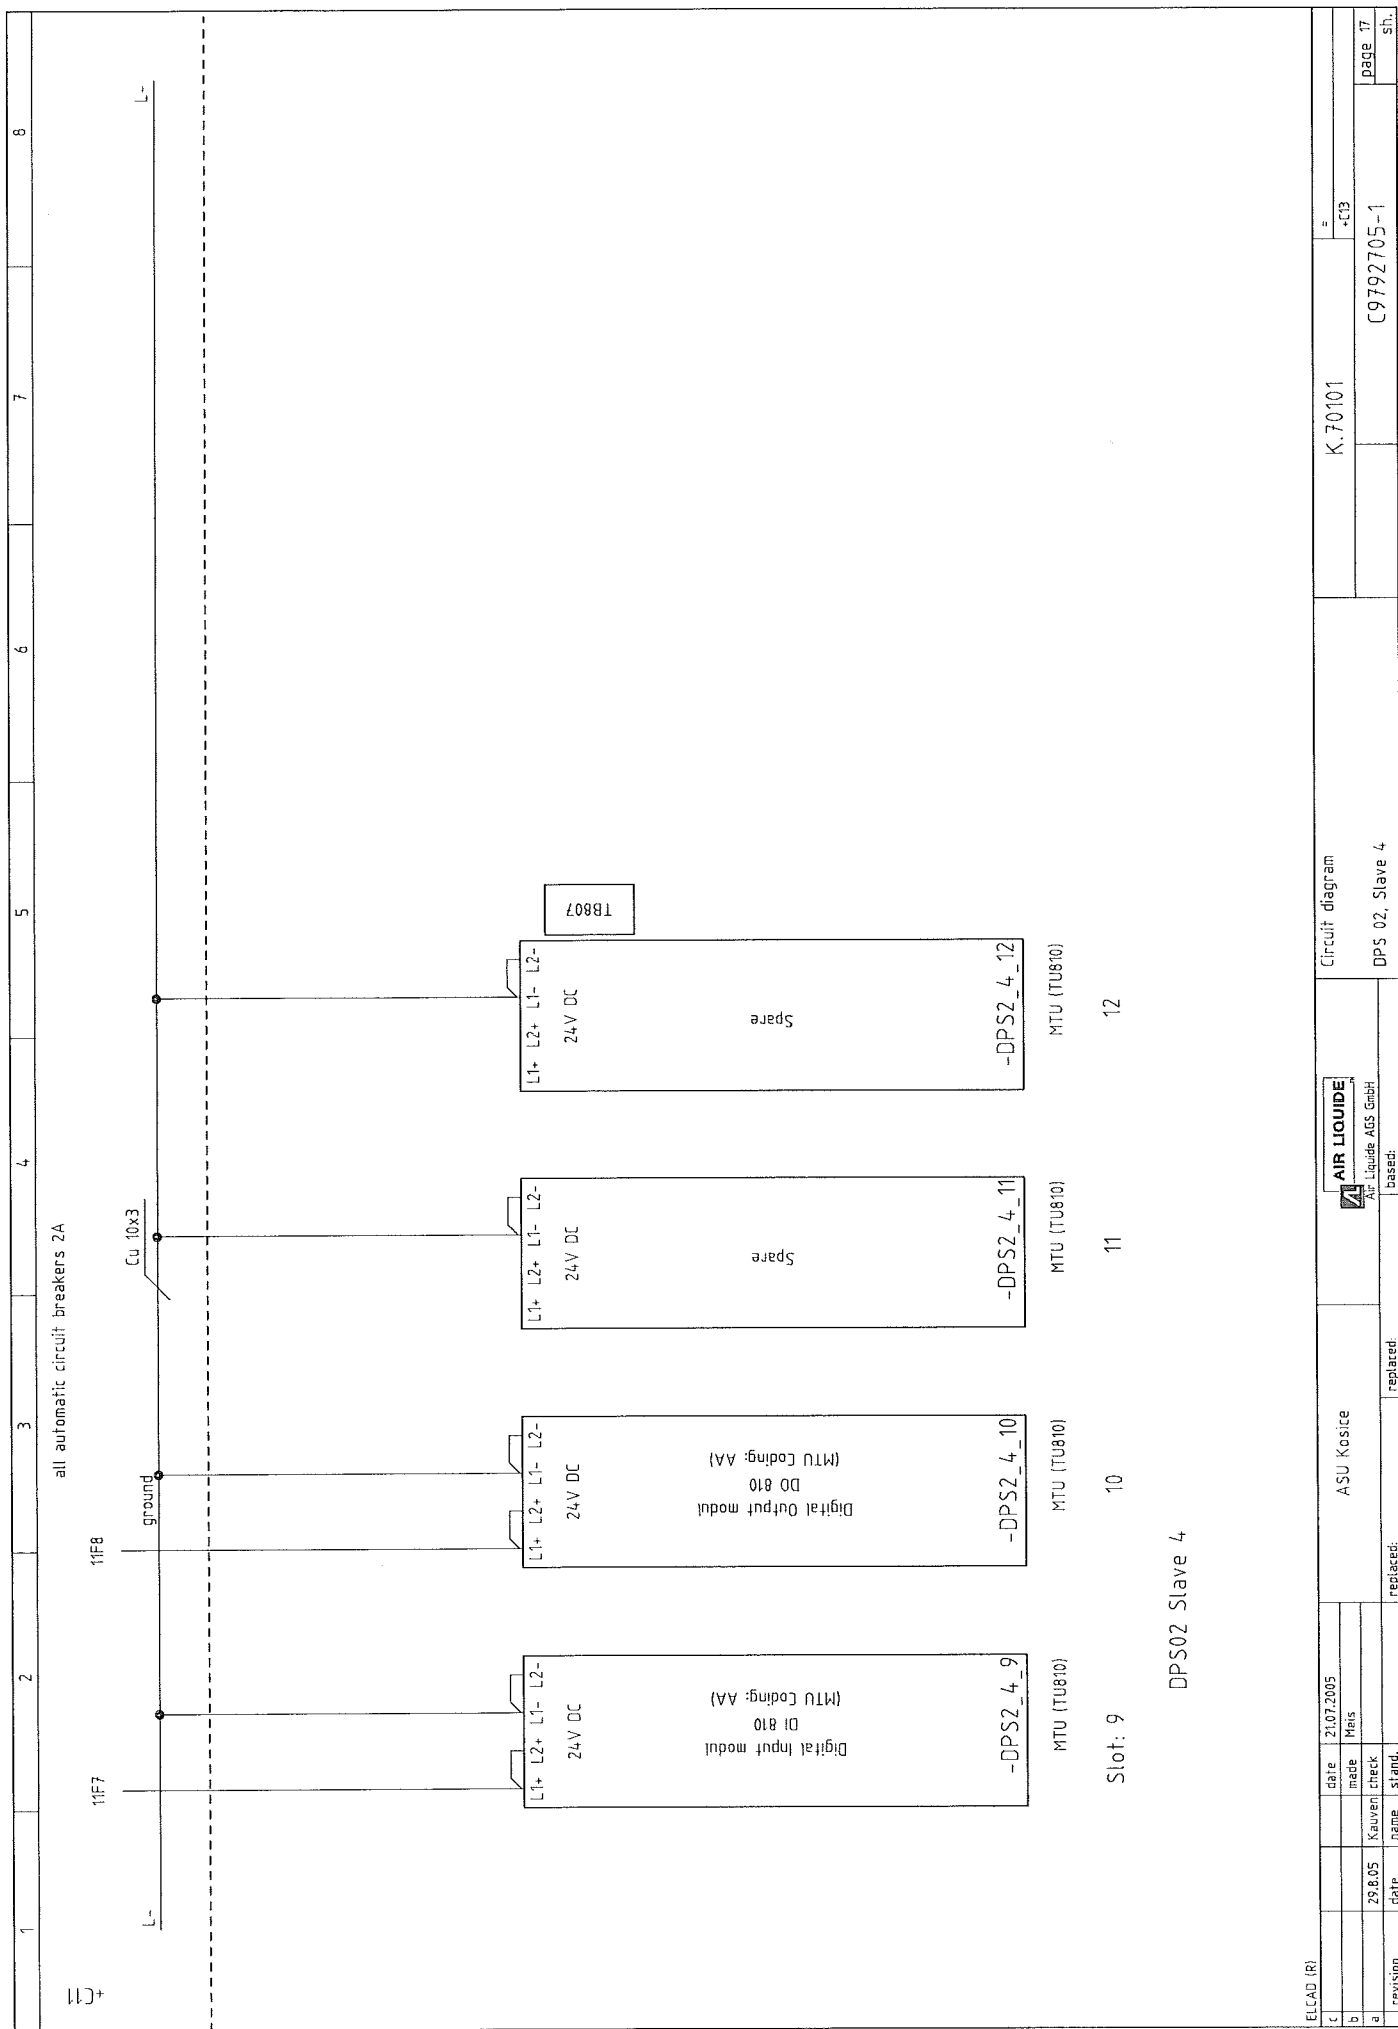 1 2 3 4 5 6 7 8
+C11
all automatic circuit breakers 2A
11F7
11F8
ground
Cu 10x3
L-
L-
L1+ L2+ L1- L2-
24V DC
Digital Input modul
DI 810
(MTU Coding: AA)
-DPS2_4_9
MTU (TU810)
Slot: 9
L1+ L2+ L1- L2-
24V DC
Digital Output modul
DO 810
(MTU Coding: AA)
-DPS2_4_10
MTU (TU810)
10
L1+ L2+ L1- L2-
24V DC
Spare
-DPS2_4_11
MTU (TU810)
11
L1+ L2+ L1- L2-
24V DC
Spare
-DPS2_4_12
MTU (TU810)
12
TB807
DPS02 Slave 4
ELCAD (R)
c
b
a 29.8.05 Kauven
revision date name
date 21.07.2005
made Meis
check
stand.
ASU Kosice
replaced:
replaced:
AIR LIQUIDE
Air Liquide AGS GmbH
based:
Circuit diagram
DPS 02, Slave 4
K.70101
=
+C13
C9792705-1
page 17
sh.